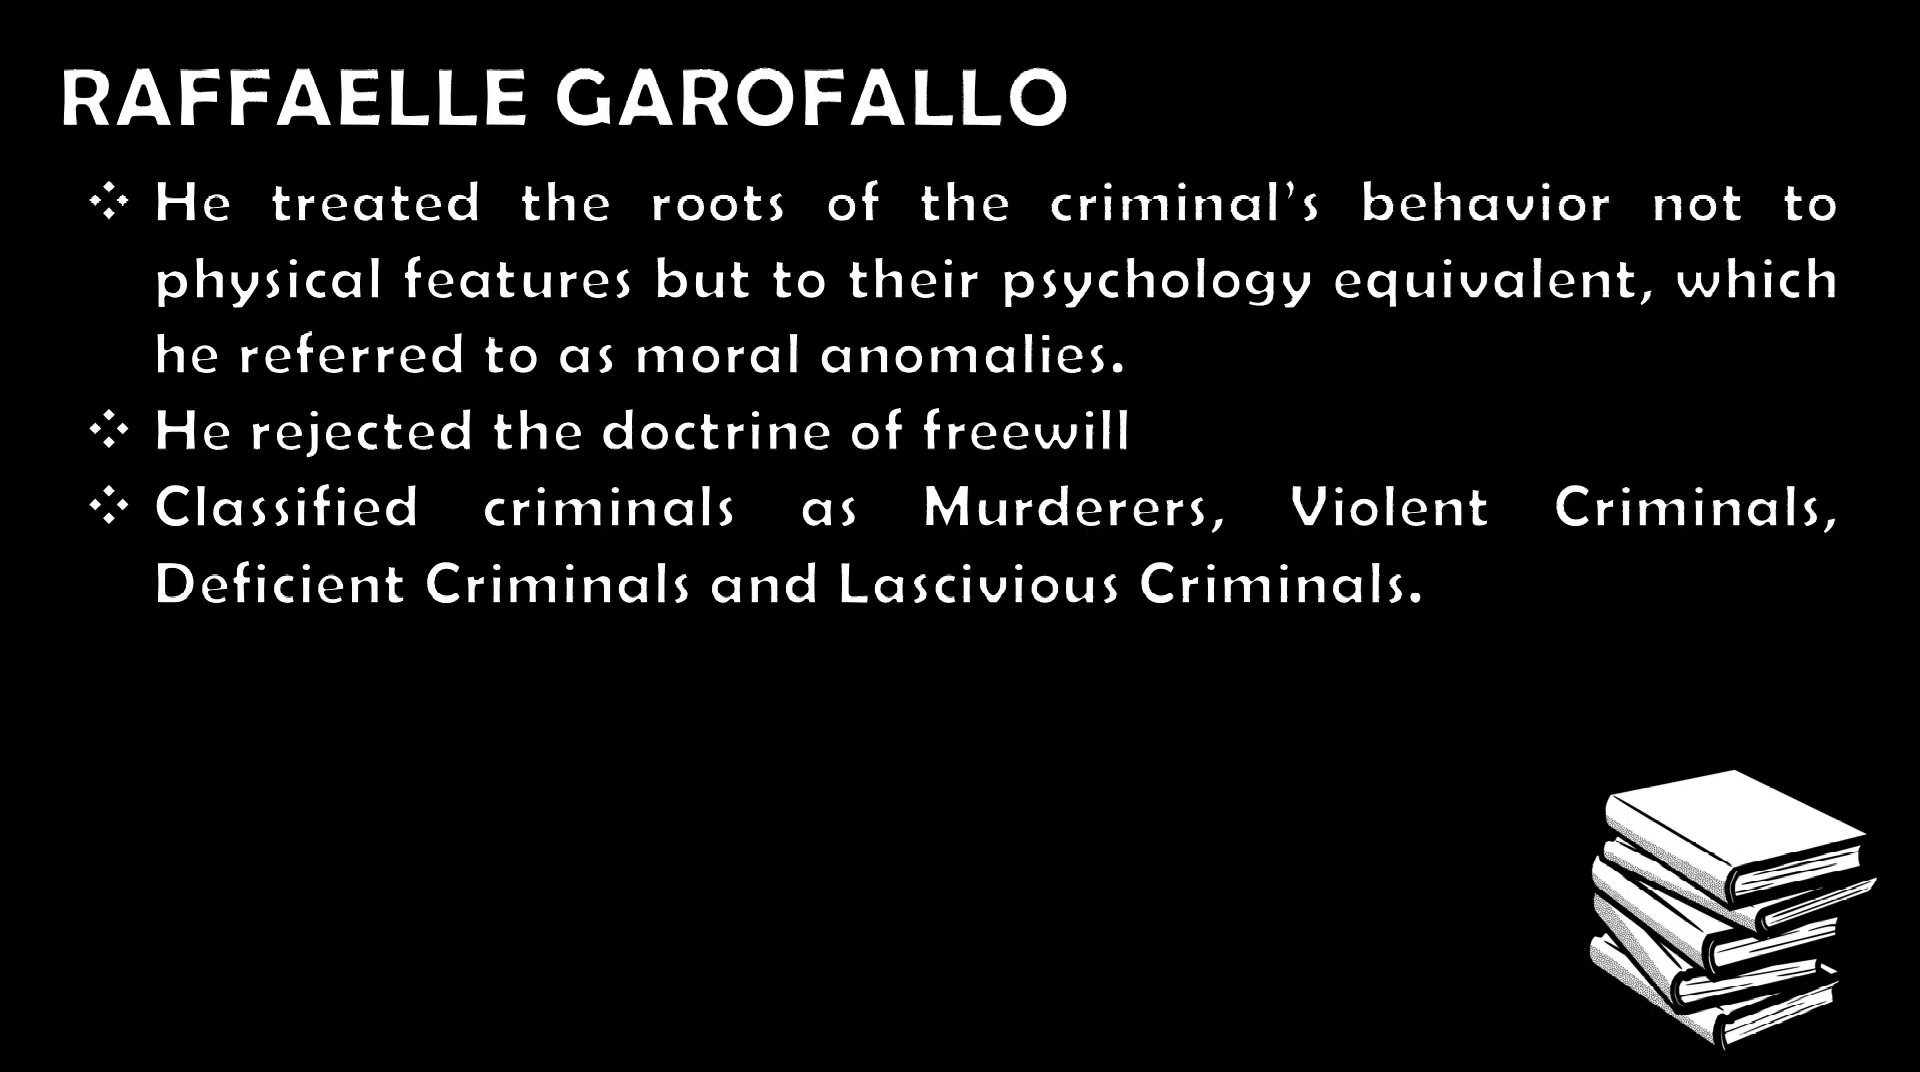 RAFFAELLE GAROFALLO
❖ He treated the roots of the criminal’s behavior not to
physical features but to their psychology equivalent, which
he referred to as moral anomalies.
❖ He rejected the doctrine of freewill
❖ Classified criminals as Murderers, Violent Criminals,
Deficient Criminals and Lascivious Criminals.